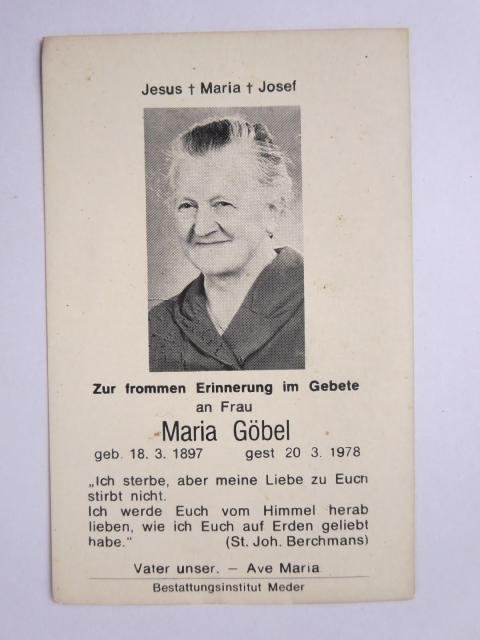 Jesus † Maria † Josef
Zur frommen Erinnerung im Gebete
an Frau
Maria Göbel
geb. 18. 3. 1897 gest 20 3. 1978
„Ich sterbe, aber meine Liebe zu Euch
stirbt nicht.
Ich werde Euch vom Himmel herab
lieben, wie ich Euch auf Erden geliebt
habe.“ (St. Joh. Berchmans)
Vater unser. – Ave Maria
Bestattungsinstitut Meder